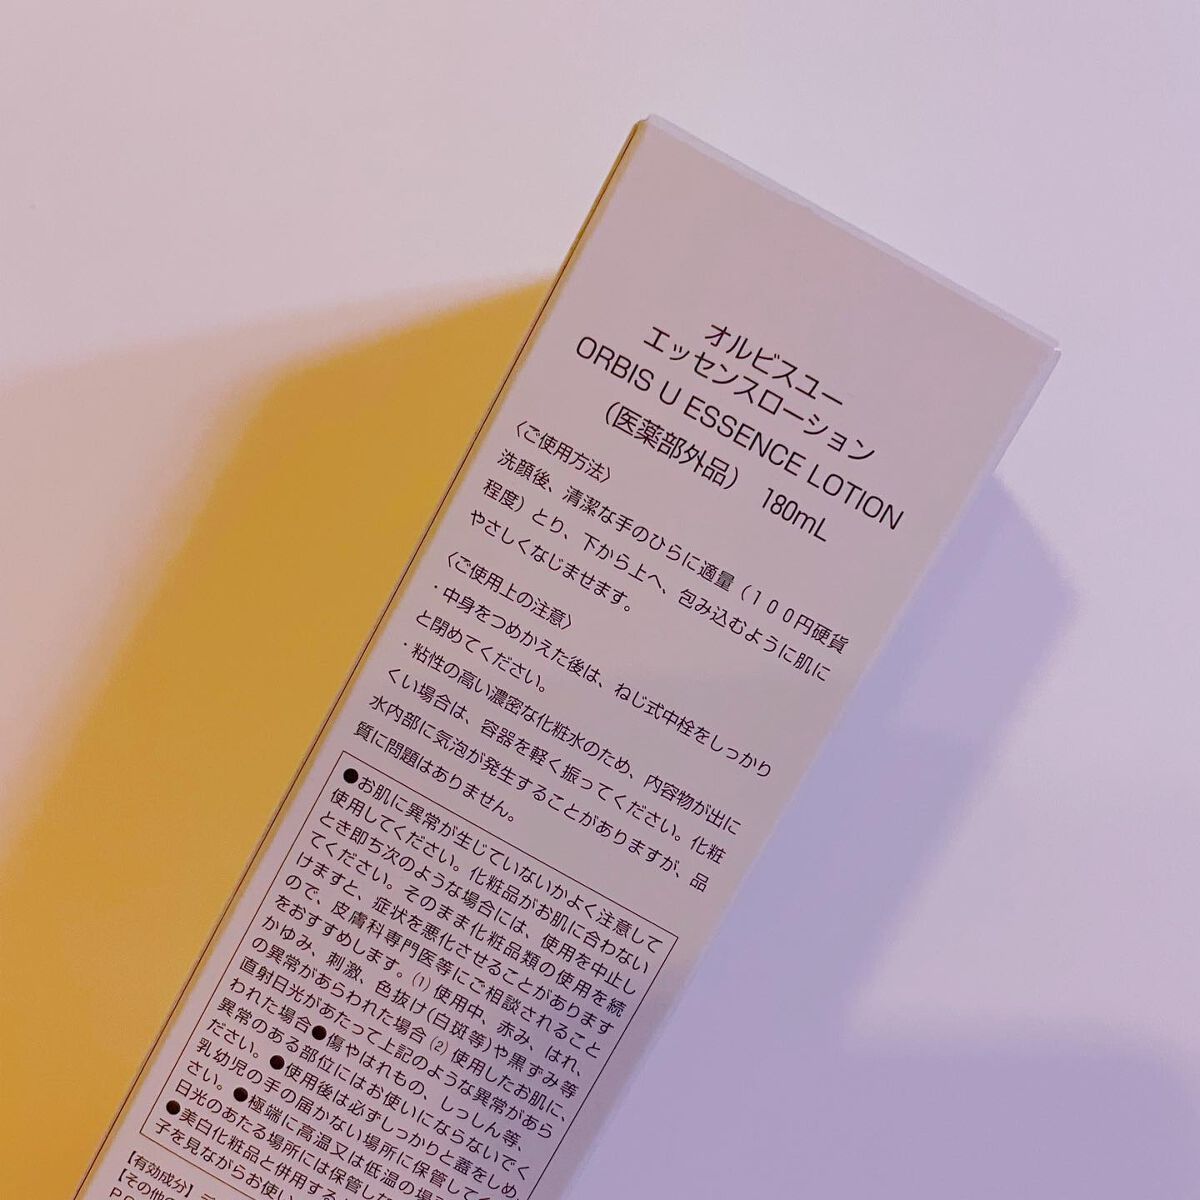 オルビスユー
エッセンスローション
ORBIS U ESSENCE LOTION
(医薬部外品) 180mL
〈ご使用方法〉
洗顔後、清潔な手のひらに適量(100円硬貨
程度)とり、下から上へ、包み込むように肌に
やさしくなじませます。
〈ご使用上の注意〉
・中身をつめかえた後は、ねじ式中栓をしっかり
と閉めてください。
・粘性の高い濃密な化粧水のため、内容物が出に
くい場合は、容器を軽く振ってください。化粧
水内部に気泡が発生することがありますが、品
質に問題はありません。
●お肌に異常が生じていないかよく注意して
使用してください。化粧品がお肌に合わない
とき即ち次のような場合には、使用を中止し
てください。そのまま化粧品類の使用を続
けますと、症状を悪化させることがあります
ので、皮膚科専門医等にご相談されること
をおすすめします。(1)使用中、赤み、はれ、
かゆみ、刺激、色抜け(白斑等)や黒ずみ等
の異常があらわれた場合(2)使用したお肌に、
直射日光があたって上記のような異常があら
われた場合●傷やはれもの、しっしん等、
異常のある部位にはお使いにならないでく
ださい。●使用後は必ずしっかりと蓋をしめ
乳幼児の手の届かない場所に保管してくだ
さい。●極端に高温又は低温の場
日光のあたる場所には保管しな
●美白化粧品と併用する
子を見ながらお使い
【有効成分】
【その他の